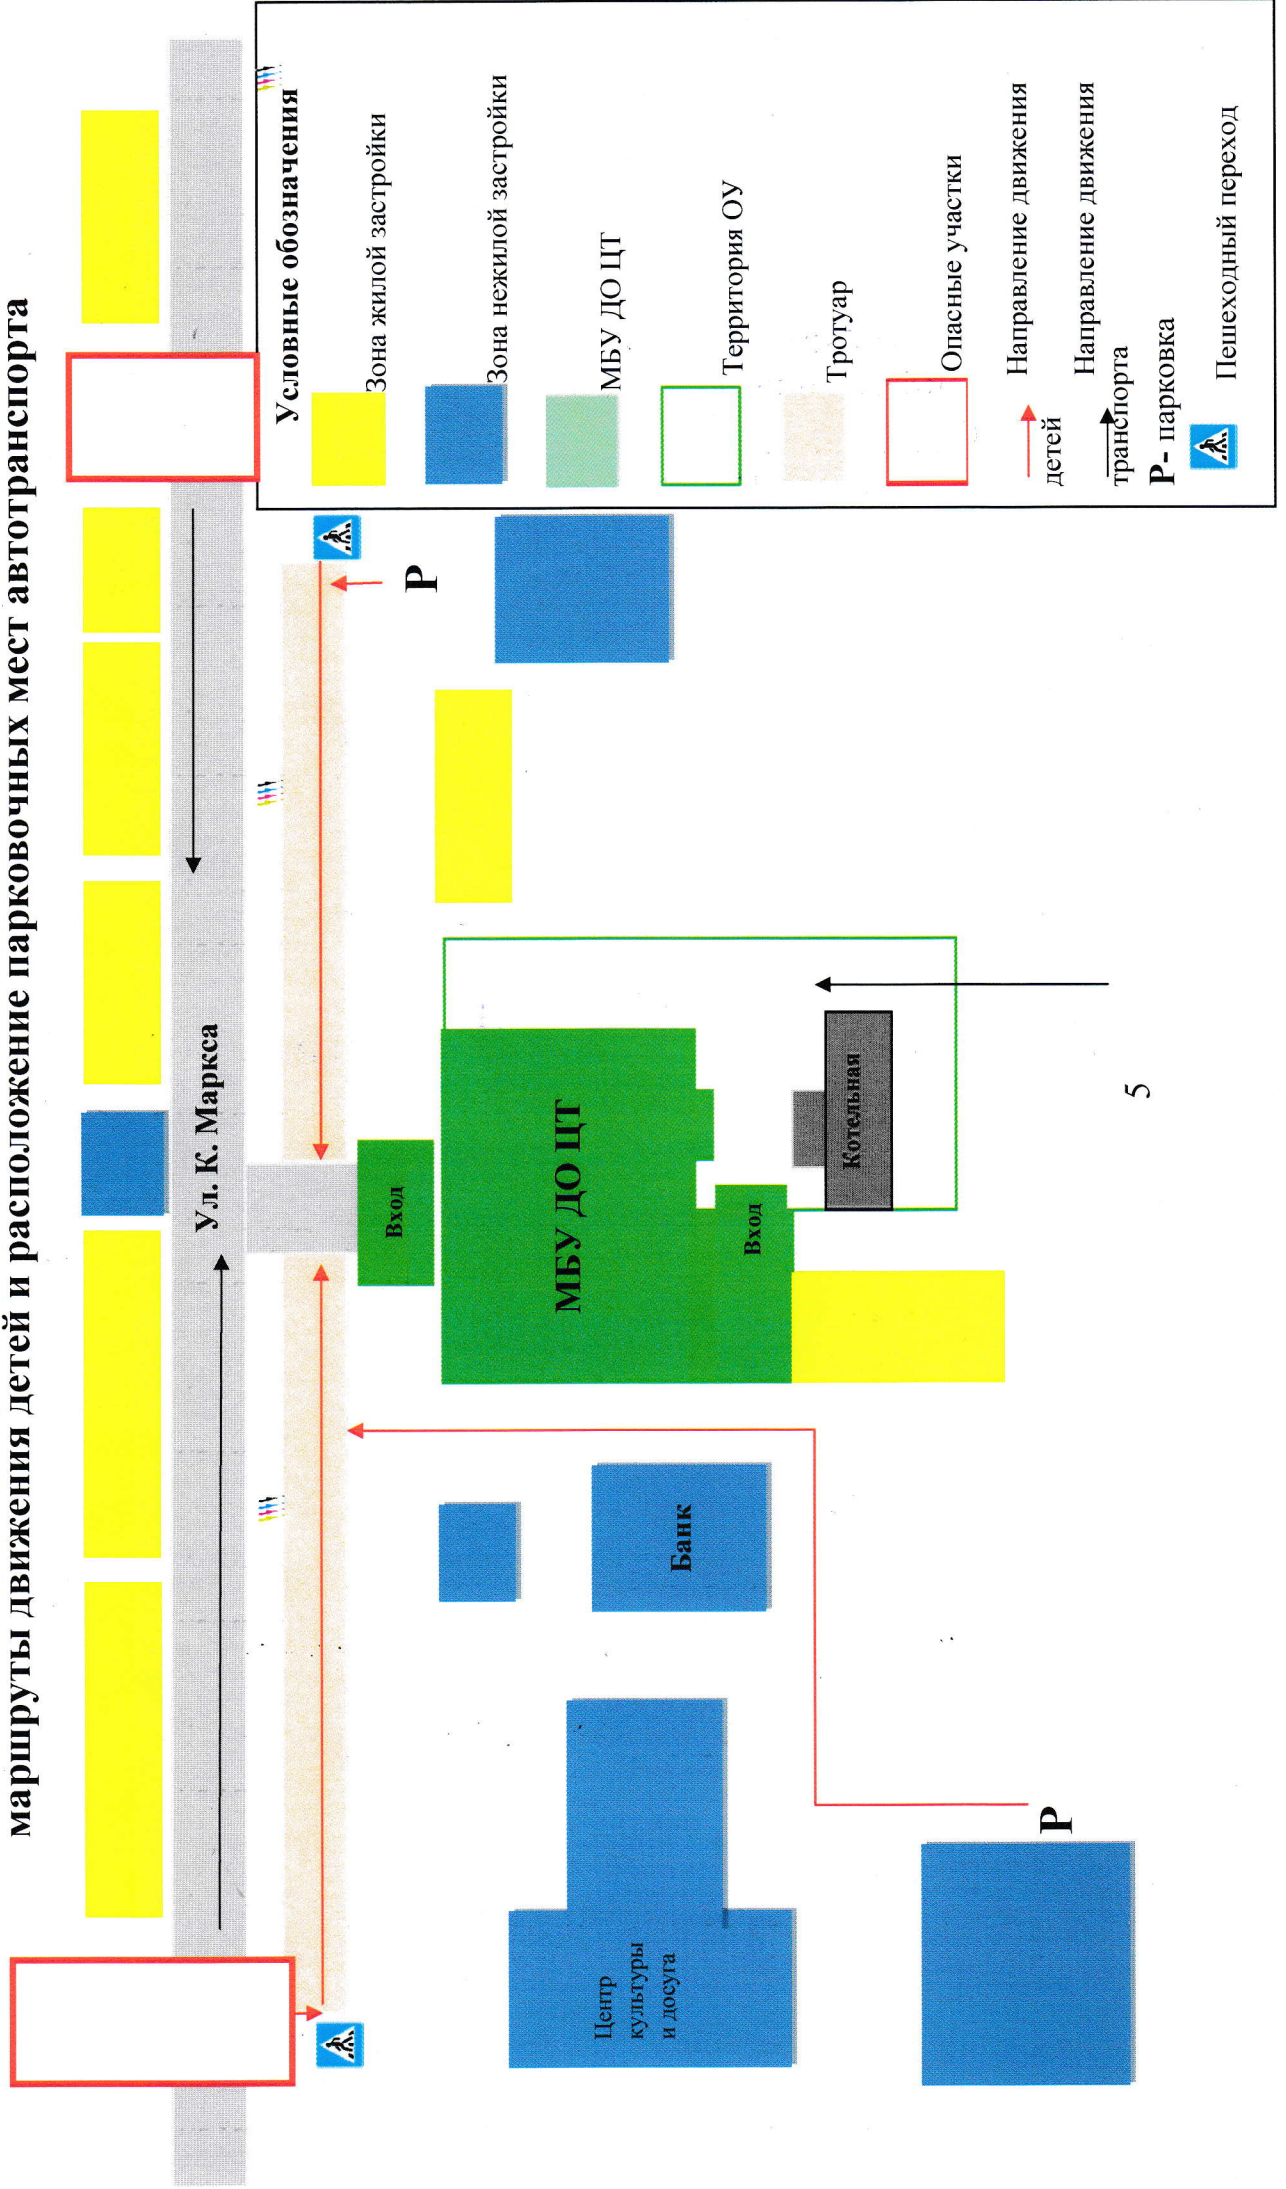 маршруты движения детей и расположение парковочных мест автотранспорта
Ул. К. Маркса
Вход
МБУ ДО ЦТ
Вход
Котельная
Банк
Центр
культуры
и досуга
Р
Р
Условные обозначения
Зона жилой застройки
Зона нежилой застройки
МБУ ДО ЦТ
Территория ОУ
Тротуар
Опасные участки
Направление движения
детей
Направление движения
транспорта
Р- парковка
Пешеходный переход
5